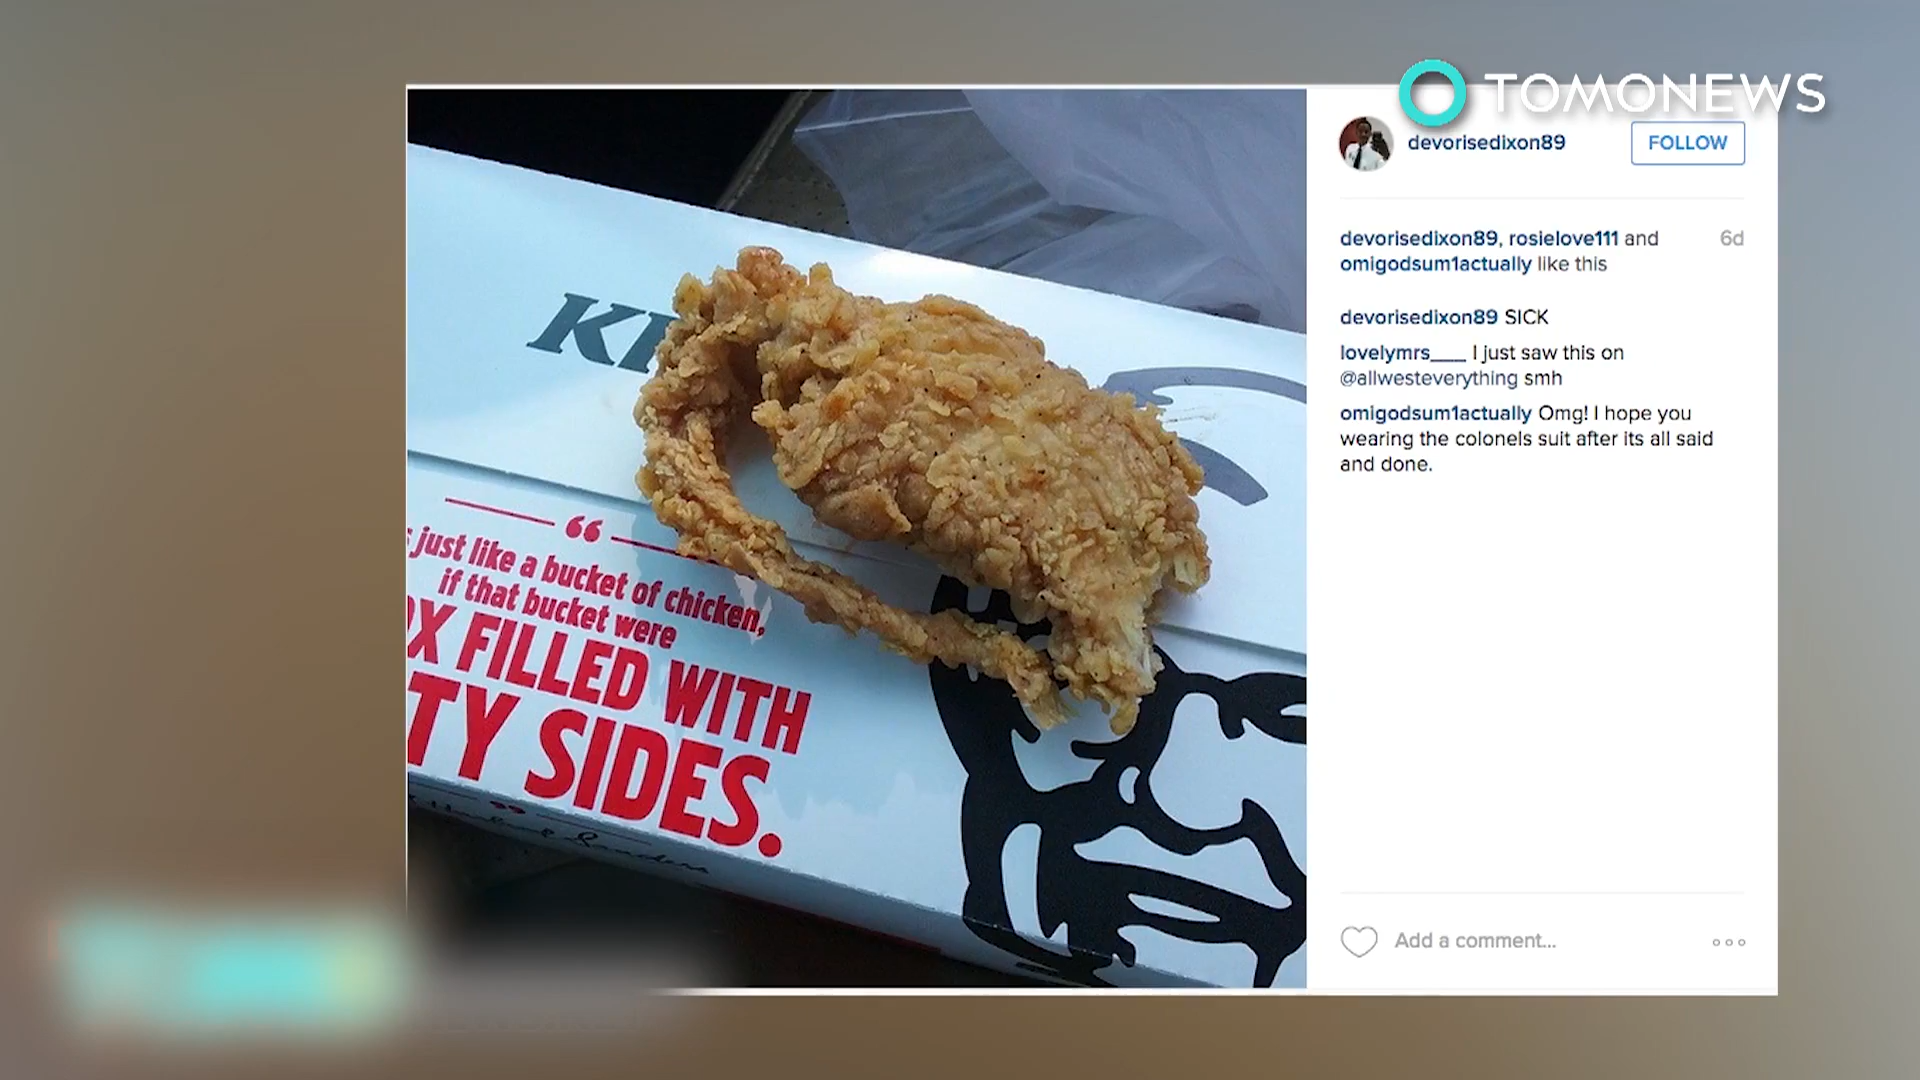 TOMONEWS
devorisedixon89
FOLLOW
devorisedixon89, rosielove111 and
6d
omigodsum1actually like this
devorisedixon89 SICK
lovelymrs___ I just saw this on
@allwesteverything smh
omigodsum1actually Omg! I hope you
wearing the colonels suit after its all said
and done.
Add a comment...
“
just like a bucket of chicken,
if that bucket were
FILLED WITH
TY SIDES.
”
Sanders